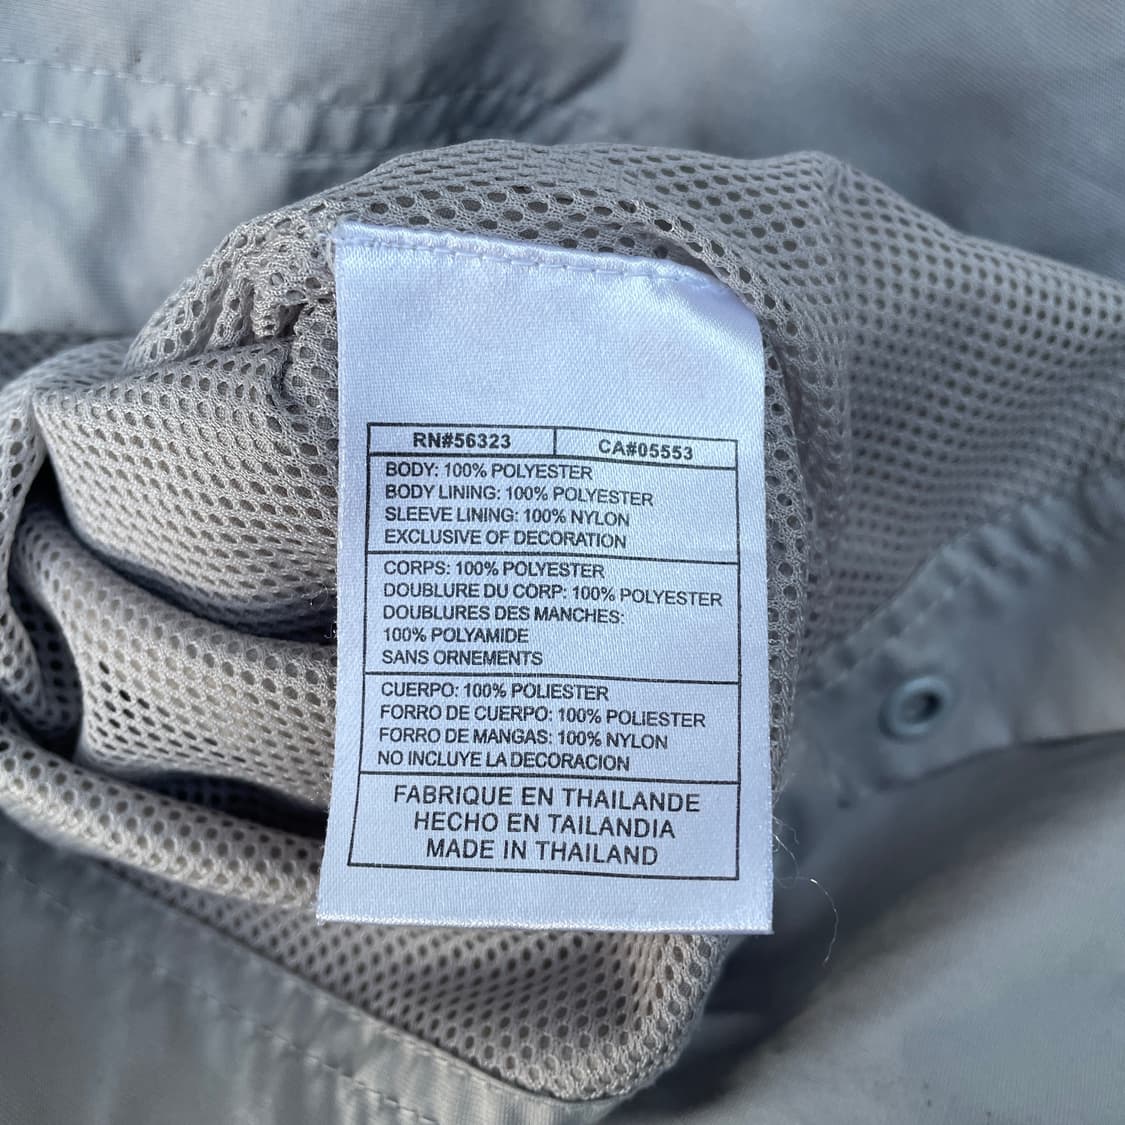 RN#56323 CA#05553
BODY: 100% POLYESTER
BODY LINING: 100% POLYESTER
SLEEVE LINING: 100% NYLON
EXCLUSIVE OF DECORATION
CORPS: 100% POLYESTER
DOUBLURE DU CORP: 100% POLYESTER
DOUBLURES DES MANCHES:
100% POLYAMIDE
SANS ORNEMENTS
CUERPO: 100% POLIESTER
FORRO DE CUERPO: 100% POLIESTER
FORRO DE MANGAS: 100% NYLON
NO INCLUYE LA DECORACION
FABRIQUE EN THAILANDE
HECHO EN TAILANDIA
MADE IN THAILAND